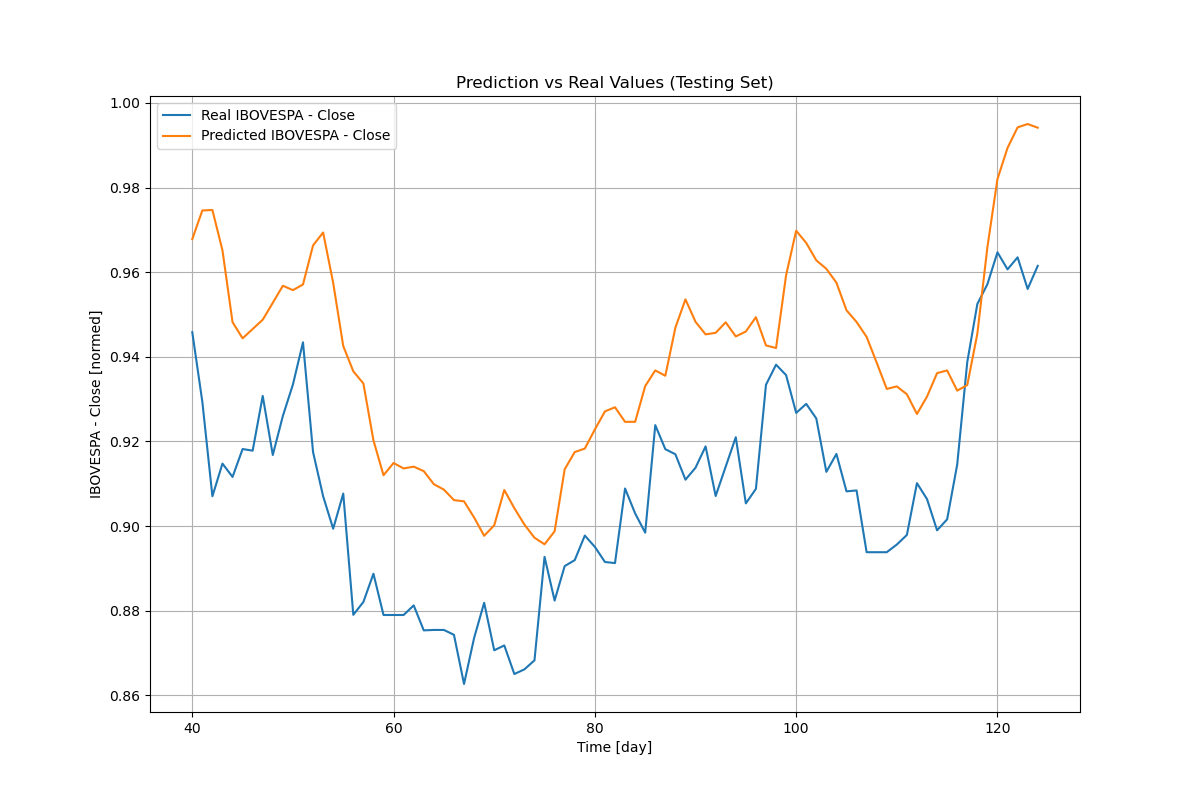 Prediction vs Real Values (Testing Set)
Real IBOVESPA - Close
Predicted IBOVESPA - Close
IBOVESPA - Close [normed]
1.00
0.98
0.96
0.94
0.92
0.90
0.88
0.86
40 60 80 100 120
Time [day]